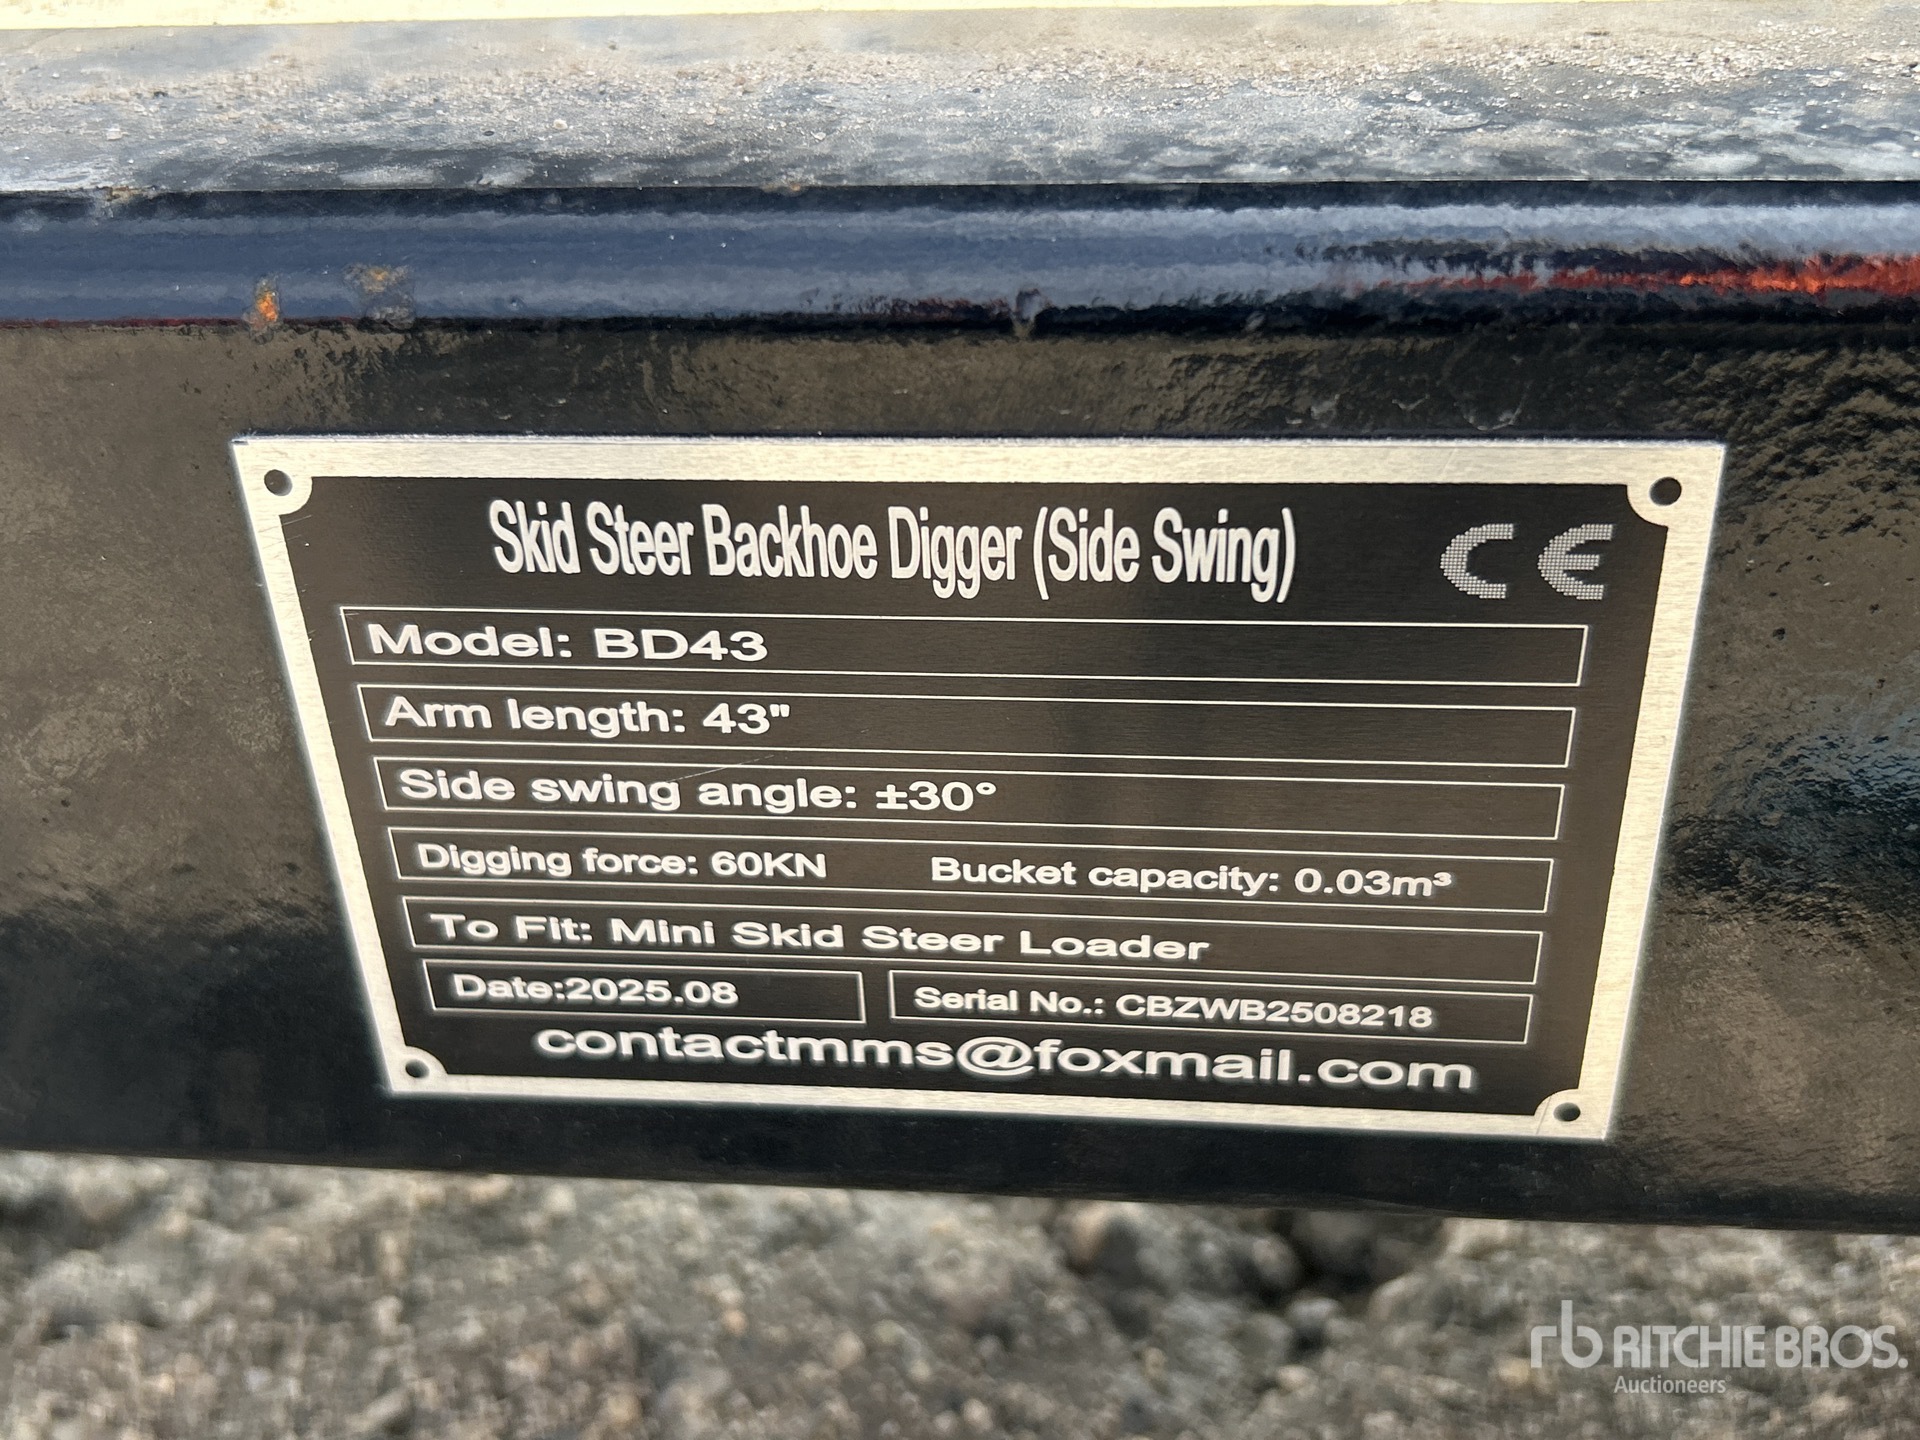 Skid Steer Backhoe Digger (Side Swing) CE
Model: BD43
Arm length: 43"
Side swing angle: ±30°
Digging force: 60KN Bucket capacity: 0.03m³
To Fit: Mini Skid Steer Loader
Date:2025.08 Serial No.: CBZWB2508218
contactmms@foxmail.com
rb RITCHIE BROS.
Auctioneers